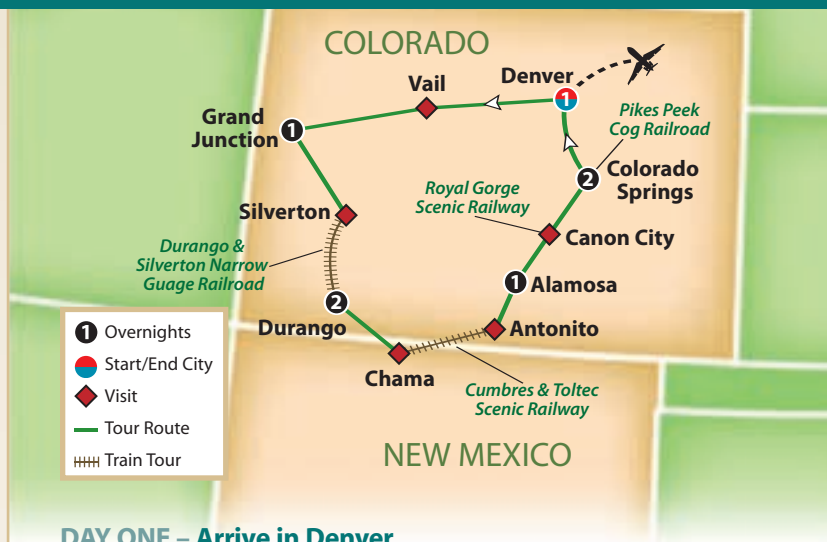 COLORADO
Denver
1
Vail
Grand
Junction
1
Pikes Peek
Cog Railroad
2
Colorado
Springs
Royal Gorge
Scenic Railway
Silverton
Canon City
Durango &
Silverton Narrow
Guage Railroad
1
Alamosa
2
Durango
Antonito
Chama
Cumbres & Toltec
Scenic Railway
NEW MEXICO
1 Overnights
Start/End City
Visit
Tour Route
Train Tour
DAY ONE – Arrive in Denver